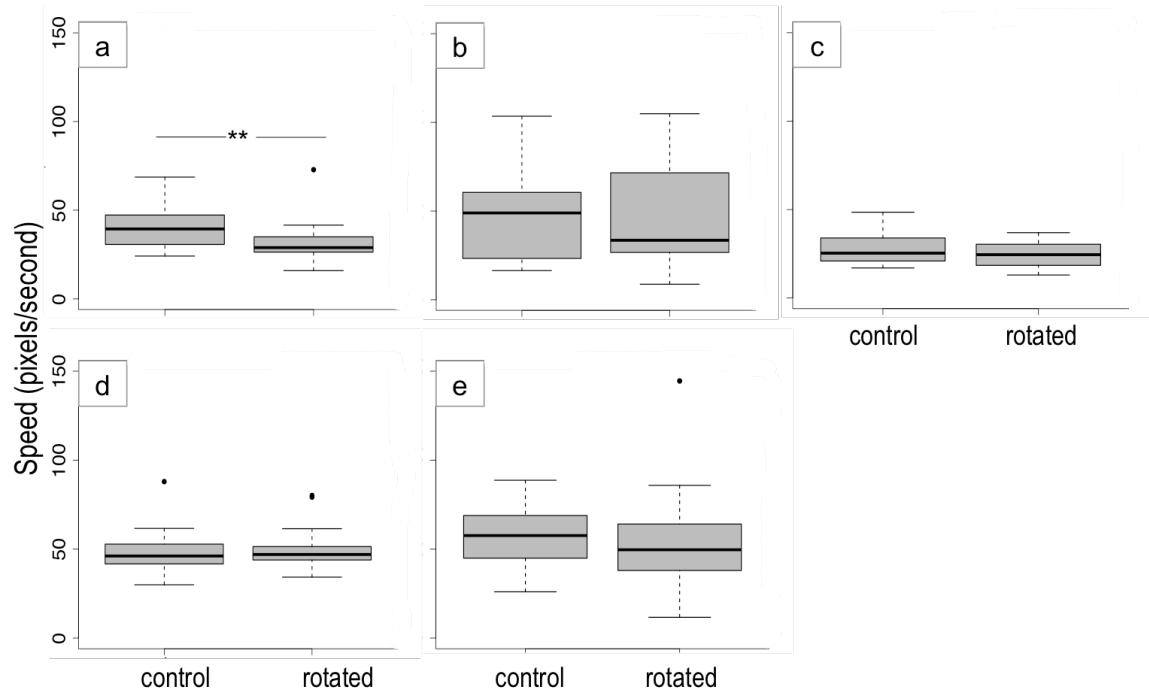 a
b
c
150
100
**
50
0
Speed (pixels/second)
control rotated
d
e
150
100
50
0
control rotated
control rotated